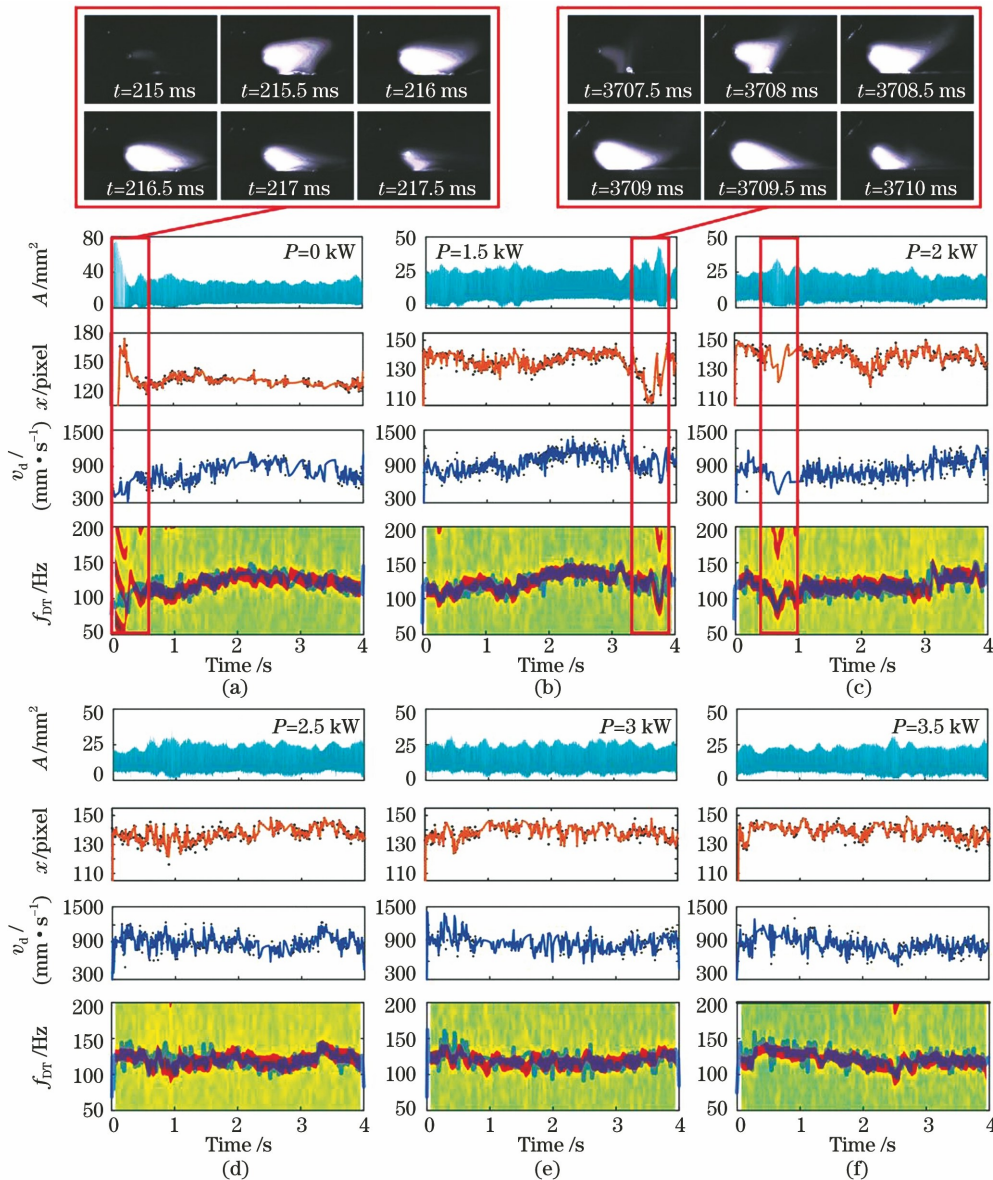 t=215 ms
t=215.5 ms
t=216 ms
t=216.5 ms
t=217 ms
t=217.5 ms
t=3707.5 ms
t=3708 ms
t=3708.5 ms
t=3709 ms
t=3709.5 ms
t=3710 ms
A/mm²
80
40
0
P=0 kW
50
25
0
P=1.5 kW
50
25
0
P=2 kW
x/pixel
180
150
120
150
130
110
150
130
110
v_d/
(mm•s⁻¹)
1500
900
300
1500
900
300
1500
900
300
f_DT/Hz
200
150
100
50
200
150
100
50
200
150
100
50
0 1 2 3 4
0 1 2 3 4
0 1 2 3 4
Time /s
Time /s
Time /s
(a)
(b)
(c)
A/mm²
50
25
0
P=2.5 kW
50
25
0
P=3 kW
50
25
0
P=3.5 kW
x/pixel
150
130
110
150
130
110
150
130
110
v_d/
(mm•s⁻¹)
1500
900
300
1500
900
300
1500
900
300
f_DT/Hz
200
150
100
50
200
150
100
50
200
150
100
50
0 1 2 3 4
0 1 2 3 4
0 1 2 3 4
Time /s
Time /s
Time /s
(d)
(e)
(f)